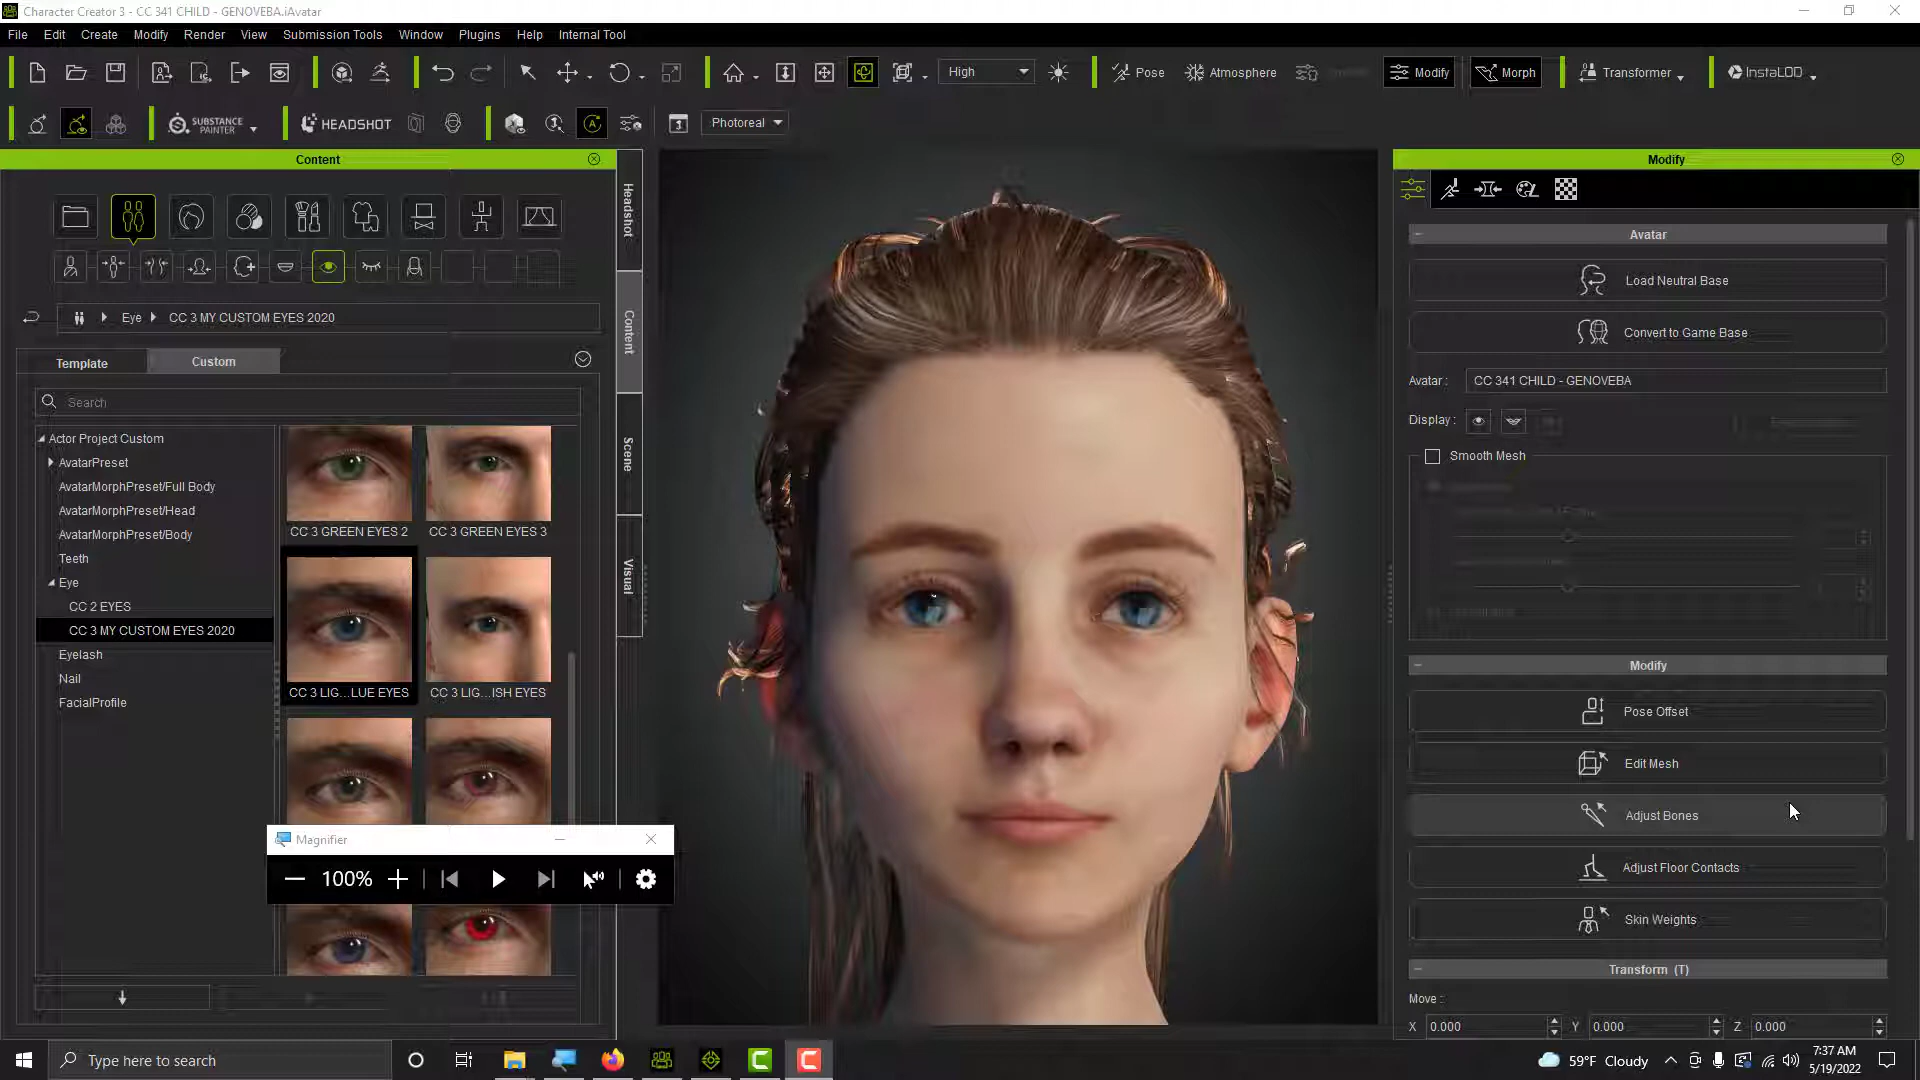 Character Creator 3 - CC 341 CHILD - GENOVEBA.iAvatar
File Edit Create Modify Render View Submission Tools Window Plugins Help Internal Tool
High Pose Atmosphere Modify Morph Transformer InstaLOD
SUBSTANCE PAINTER HEADSHOT Photoreal
Content
Modify
Headshot
Content
Scene
Visual
Eye CC 3 MY CUSTOM EYES 2020
Template Custom
Search
Actor Project Custom
AvatarPreset
AvatarMorphPreset/Full Body
AvatarMorphPreset/Head
AvatarMorphPreset/Body
Teeth
Eye
CC 2 EYES
CC 3 MY CUSTOM EYES 2020
Eyelash
Nail
FacialProfile
CC 3 GREEN EYES 2 CC 3 GREEN EYES 3
CC 3 LIG...LUE EYES CC 3 LIG...ISH EYES
Magnifier
100%
Avatar
Load Neutral Base
Convert to Game Base
Avatar : CC 341 CHILD - GENOVEBA
Display :
Smooth Mesh
Modify
Pose Offset
Edit Mesh
Adjust Bones
Adjust Floor Contacts
Skin Weights
Transform (T)
Move :
X 0.000 Y 0.000 Z 0.000
Type here to search
59°F Cloudy
7:37 AM
5/19/2022